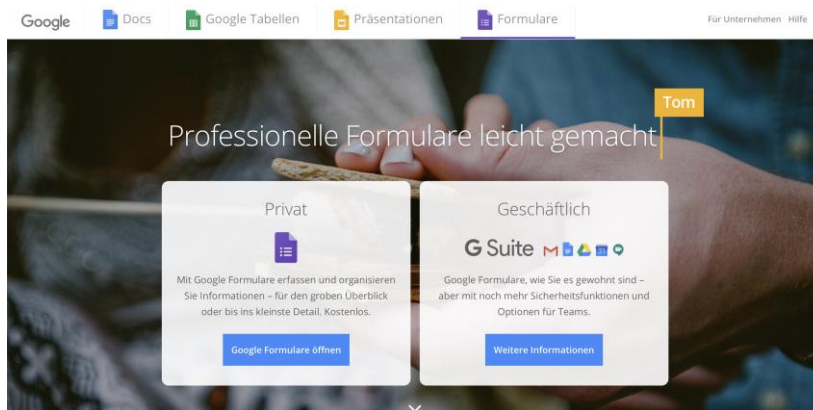 Google Docs Google Tabellen Präsentationen Formulare Für Unternehmen Hilfe
Tom
Professionelle Formulare leicht gemacht
Privat
Mit Google Formulare erfassen und organisieren
Sie Informationen – für den groben Überblick
oder bis ins kleinste Detail. Kostenlos.
Google Formulare öffnen
Geschäftlich
G Suite
Google Formulare, wie Sie es gewohnt sind –
aber mit noch mehr Sicherheitsfunktionen und
Optionen für Teams.
Weitere Informationen